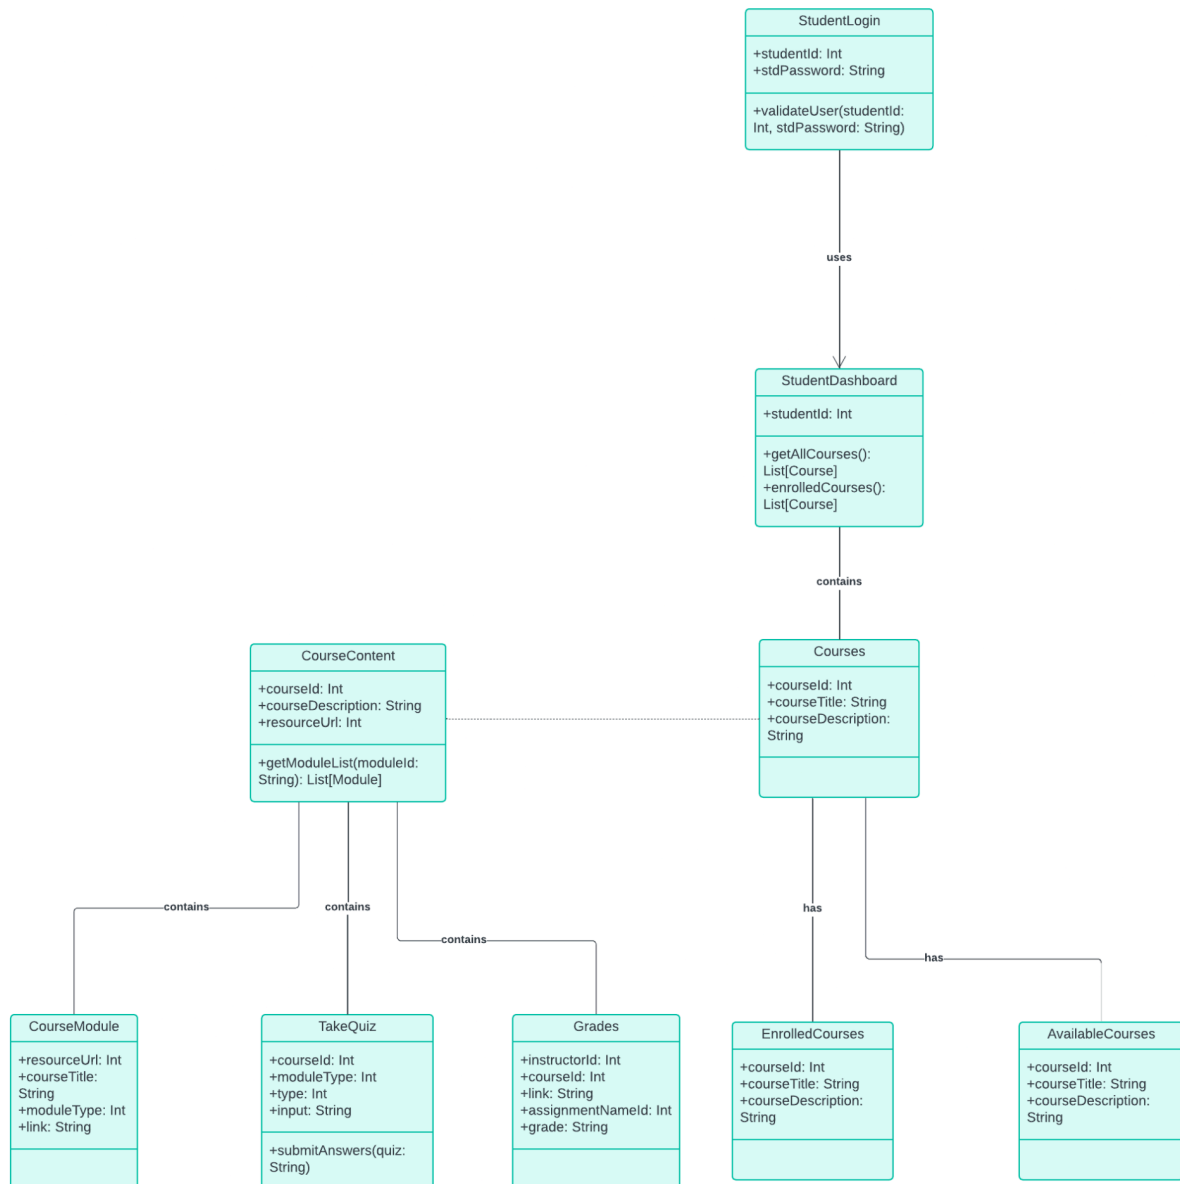 StudentLogin
+studentId: Int
+stdPassword: String
+validateUser(studentId:
Int, stdPassword: String)
uses
StudentDashboard
+studentId: Int
+getAllCourses():
List[Course]
+enrolledCourses():
List[Course]
contains
CourseContent
+courseId: Int
+courseDescription: String
+resourceUrl: Int
+getModuleList(moduleId:
String): List[Module]
Courses
+courseId: Int
+courseTitle: String
+courseDescription:
String
contains
contains
contains
has
has
CourseModule
+resourceUrl: Int
+courseTitle:
String
+moduleType: Int
+link: String
TakeQuiz
+courseId: Int
+moduleType: Int
+type: Int
+input: String
+submitAnswers(quiz:
String)
Grades
+instructorId: Int
+courseId: Int
+link: String
+assignmentNameId: Int
+grade: String
EnrolledCourses
+courseId: Int
+courseTitle: String
+courseDescription:
String
AvailableCourses
+courseId: Int
+courseTitle: String
+courseDescription:
String